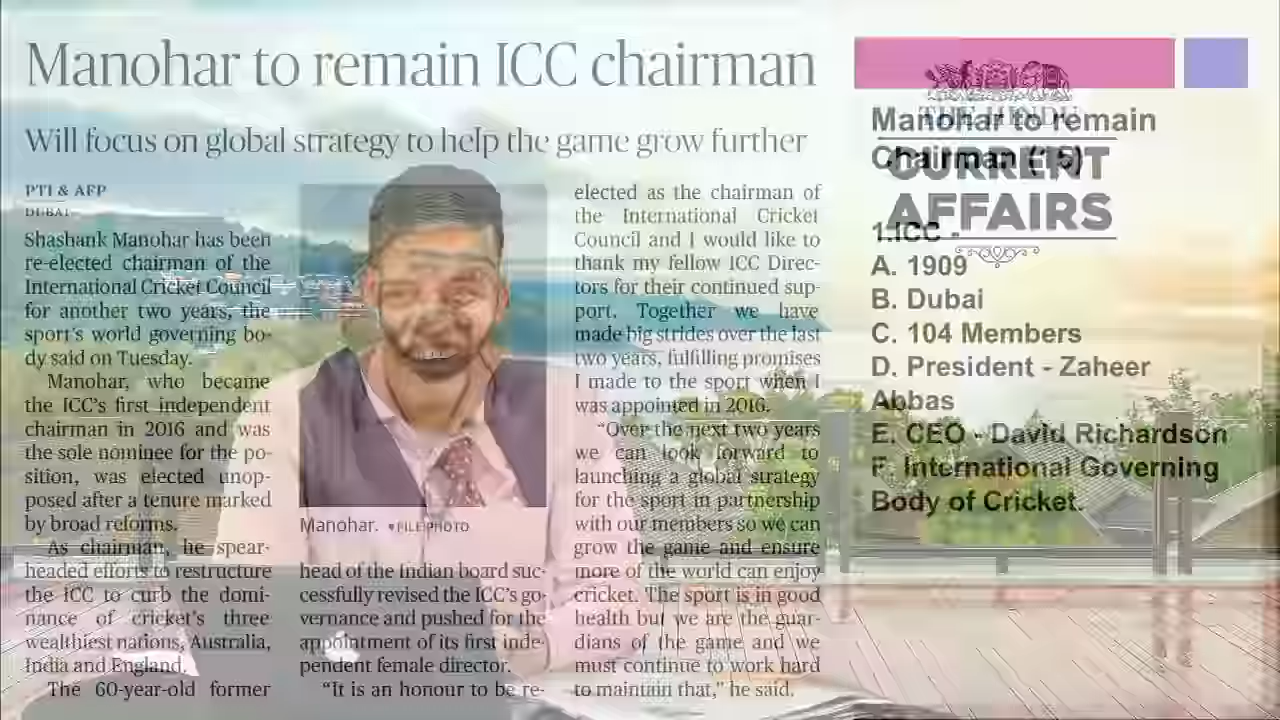 Manohar to remain ICC chairman
Will focus on global strategy to help the game grow further
PTI & AFP
DUBAI
Shashank Manohar has been
re-elected chairman of the
International Cricket Council
for another two years, the
sport's world governing bo-
dy said on Tuesday.
Manohar, who became
the ICC's first independent
chairman in 2016 and was
the sole nominee for the po-
sition, was elected unop-
posed after a tenure marked
by broad reforms.
As chairman, he spear-
headed efforts to restructure
the ICC to curb the domi-
nance of cricket's three
wealthiest nations, Australia,
India and England.
The 60-year-old former
Manohar. ▪FILE PHOTO
head of the Indian board suc-
cessfully revised the ICC's go-
vernance and pushed for the
appointment of its first inde-
pendent female director.
"It is an honour to be re-
elected as the chairman of
the International Cricket
Council and I would like to
thank my fellow ICC Direc-
tors for their continued sup-
port. Together we have
made big strides over the last
two years, fulfilling promises
I made to the sport when I
was appointed in 2016.
"Over the next two years
we can look forward to
launching a global strategy
for the sport in partnership
with our members so we can
grow the game and ensure
more of the world can enjoy
cricket. The sport is in good
health but we are the guar-
dians of the game and we
must continue to work hard
to maintain that," he said.
THE HINDU
CURRENT
AFFAIRS
Manohar to remain
Chairman (15)
1.ICC -
A. 1909
B. Dubai
C. 104 Members
D. President - Zaheer
Abbas
E. CEO - David Richardson
F. International Governing
Body of Cricket.